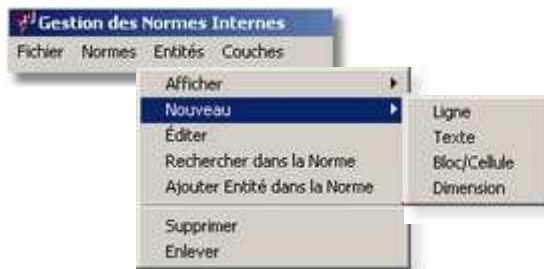 Gestion des Normes Internes
Fichier Normes Entités Couches
Afficher
Nouveau
Éditer
Rechercher dans la Norme
Ajouter Entité dans la Norme
Supprimer
Enlever
Ligne
Texte
Bloc/Cellule
Dimension